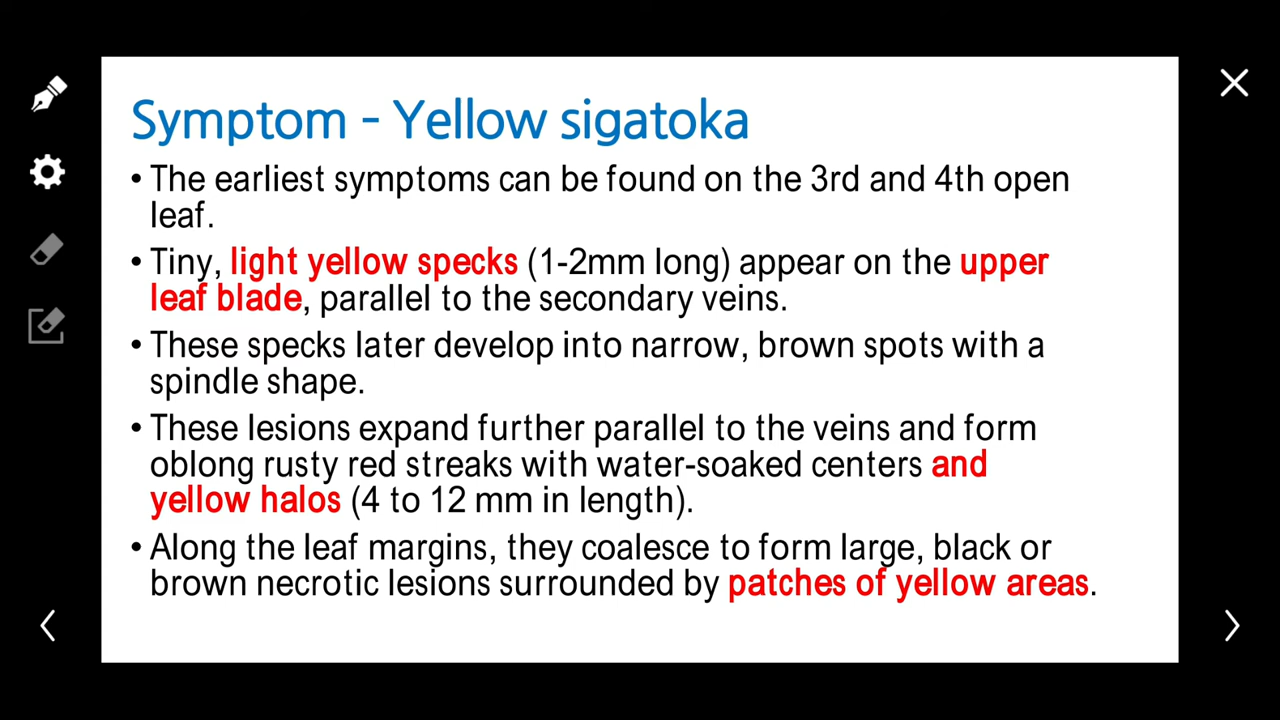 Symptom - Yellow sigatoka
• The earliest symptoms can be found on the 3rd and 4th open
leaf.
• Tiny, light yellow specks (1-2mm long) appear on the upper
leaf blade, parallel to the secondary veins.
• These specks later develop into narrow, brown spots with a
spindle shape.
• These lesions expand further parallel to the veins and form
oblong rusty red streaks with water-soaked centers and
yellow halos (4 to 12 mm in length).
• Along the leaf margins, they coalesce to form large, black or
brown necrotic lesions surrounded by patches of yellow areas.